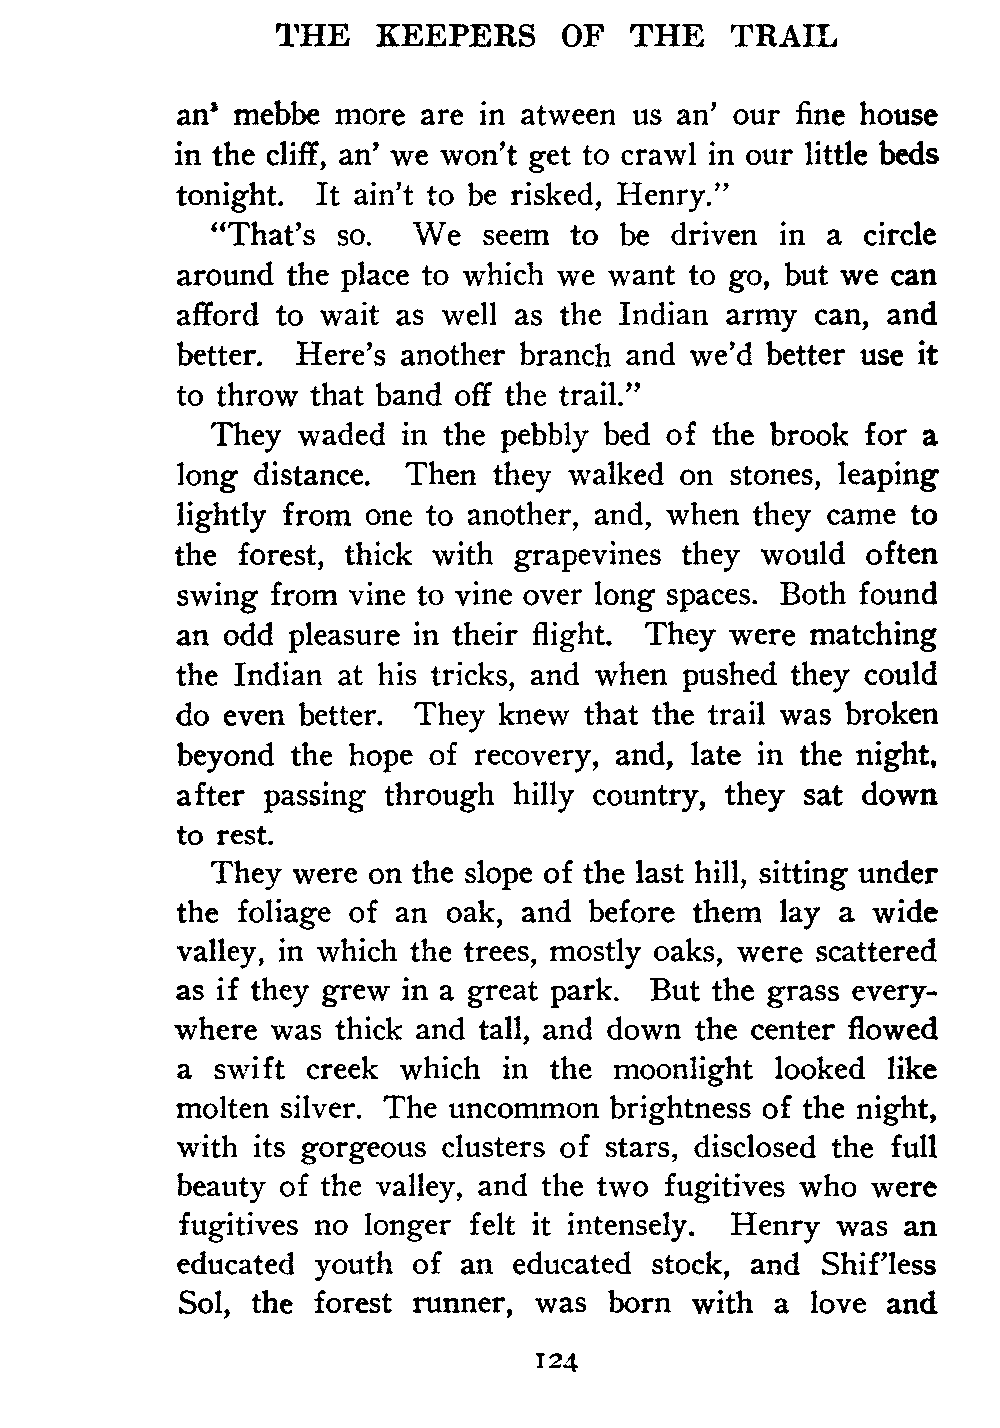 THE KEEPERS OF THE TRAIL
an' mebbe more are in atween us an' our fine house
in the cliff, an' we won't get to crawl in our little beds
tonight. It ain't to be risked, Henry."
"That's so. We seem to be driven in a circle
around the place to which we want to go, but we can
afford to wait as well as the Indian army can, and
better. Here's another branch and we'd better use it
to throw that band off the trail."
They waded in the pebbly bed of the brook for a
long distance. Then they walked on stones, leaping
lightly from one to another, and, when they came to
the forest, thick with grapevines they would often
swing from vine to vine over long spaces. Both found
an odd pleasure in their flight. They were matching
the Indian at his tricks, and when pushed they could
do even better. They knew that the trail was broken
beyond the hope of recovery, and, late in the night,
after passing through hilly country, they sat down
to rest.
They were on the slope of the last hill, sitting under
the foliage of an oak, and before them lay a wide
valley, in which the trees, mostly oaks, were scattered
as if they grew in a great park. But the grass every-
where was thick and tall, and down the center flowed
a swift creek which in the moonlight looked like
molten silver. The uncommon brightness of the night,
with its gorgeous clusters of stars, disclosed the full
beauty of the valley, and the two fugitives who were
fugitives no longer felt it intensely. Henry was an
educated youth of an educated stock, and Shif'less
Sol, the forest runner, was born with a love and
124